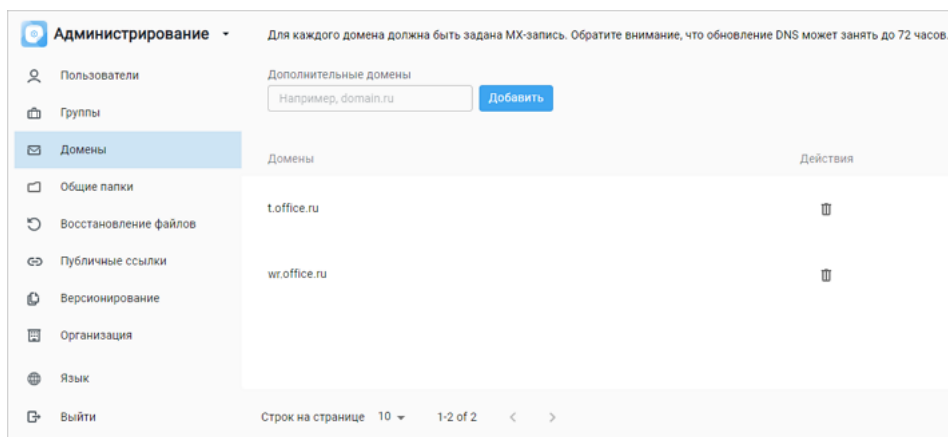 Администрирование
Для каждого домена должна быть задана MX-запись. Обратите внимание, что обновление DNS может занять до 72 часов.
Пользователи
Группы
Домены
Общие папки
Восстановление файлов
Публичные ссылки
Версионирование
Организация
Язык
Выйти
Дополнительные домены
Например, domain.ru
Добавить
Домены Действия
t.office.ru
wr.office.ru
Строк на странице 10 1-2 of 2